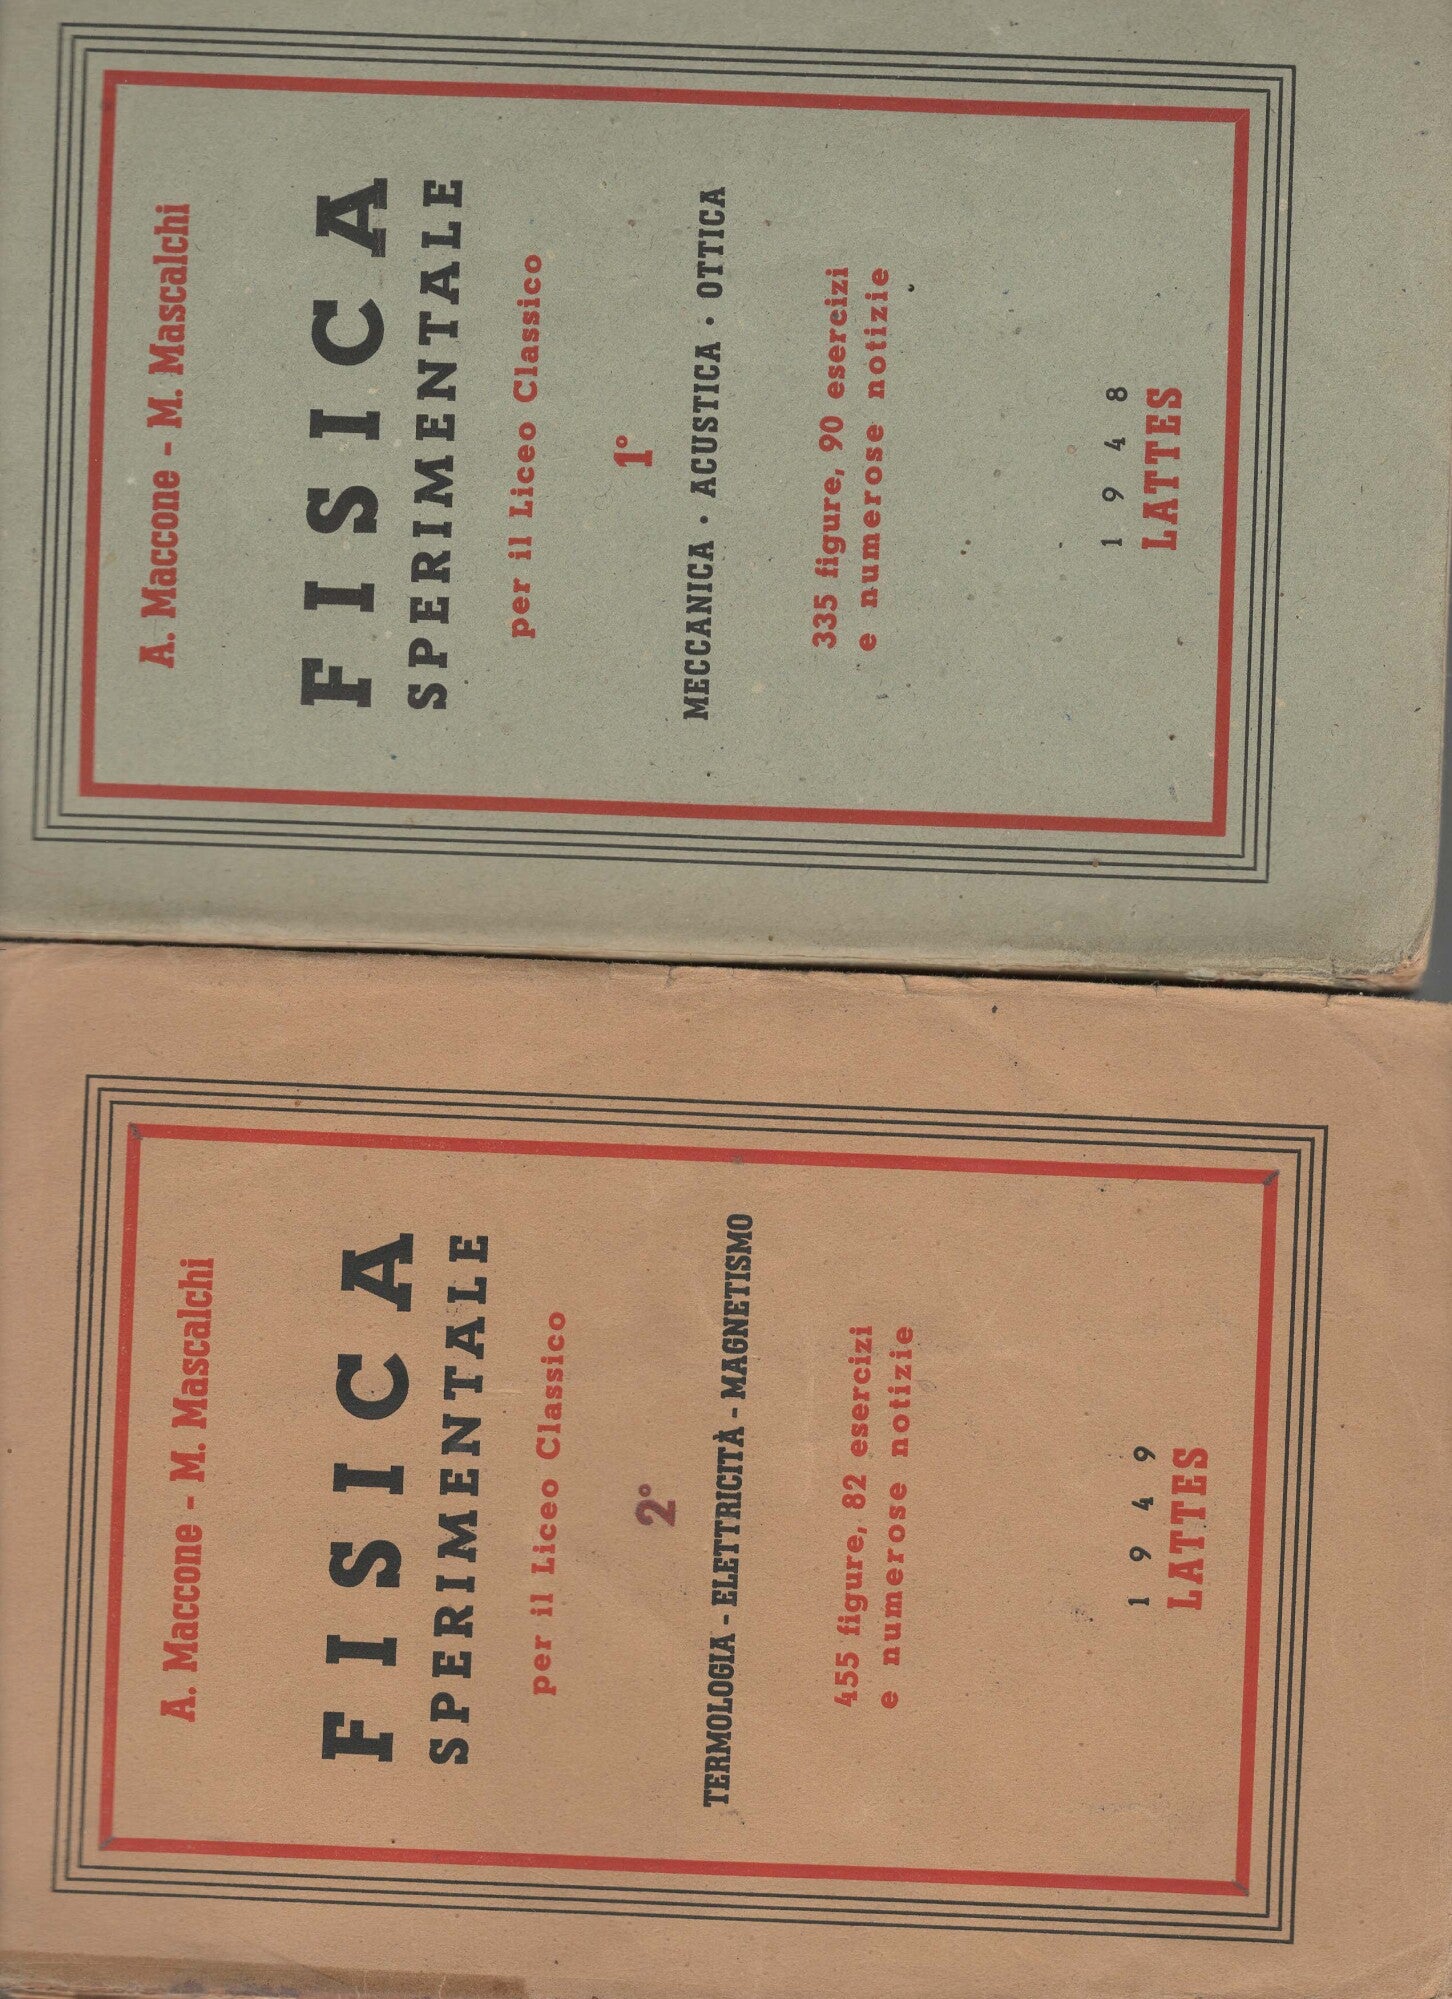 A. Maccone - M. Mascalchi
FISICA
SPERIMENTALE
per il Liceo Classico
1°
MECCANICA · ACUSTICA · OTTICA
335 figure, 90 esercizi
e numerose notizie
1948
LATTES
A. Maccone - M. Mascalchi
FISICA
SPERIMENTALE
per il Liceo Classico
2°
TERMOLOGIA - ELETTRICITÀ - MAGNETISMO
455 figure, 82 esercizi
e numerose notizie
1949
LATTES